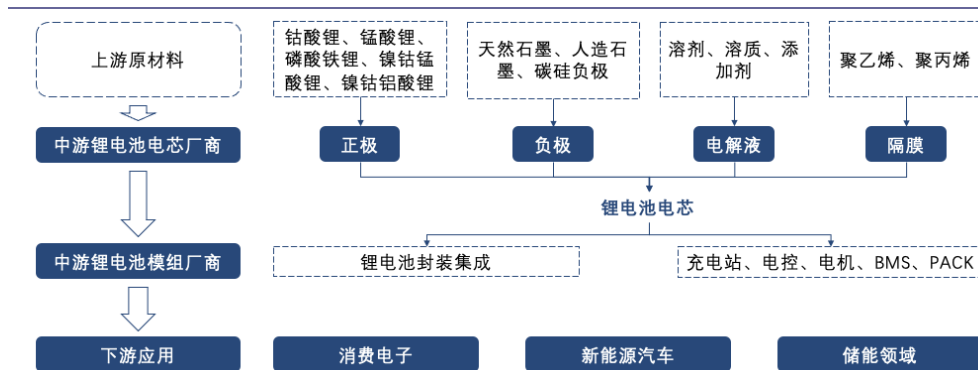 上游原材料
钴酸锂、锰酸锂、
磷酸铁锂、镍钴锰
酸锂、镍钴铝酸锂
天然石墨、人造石
墨、碳硅负极
溶剂、溶质、添
加剂
聚乙烯、聚丙烯
中游锂电池电芯厂商
正极
负极
电解液
隔膜
锂电池电芯
中游锂电池模组厂商
锂电池封装集成
充电站、电控、电机、BMS、PACK
下游应用
消费电子
新能源汽车
储能领域